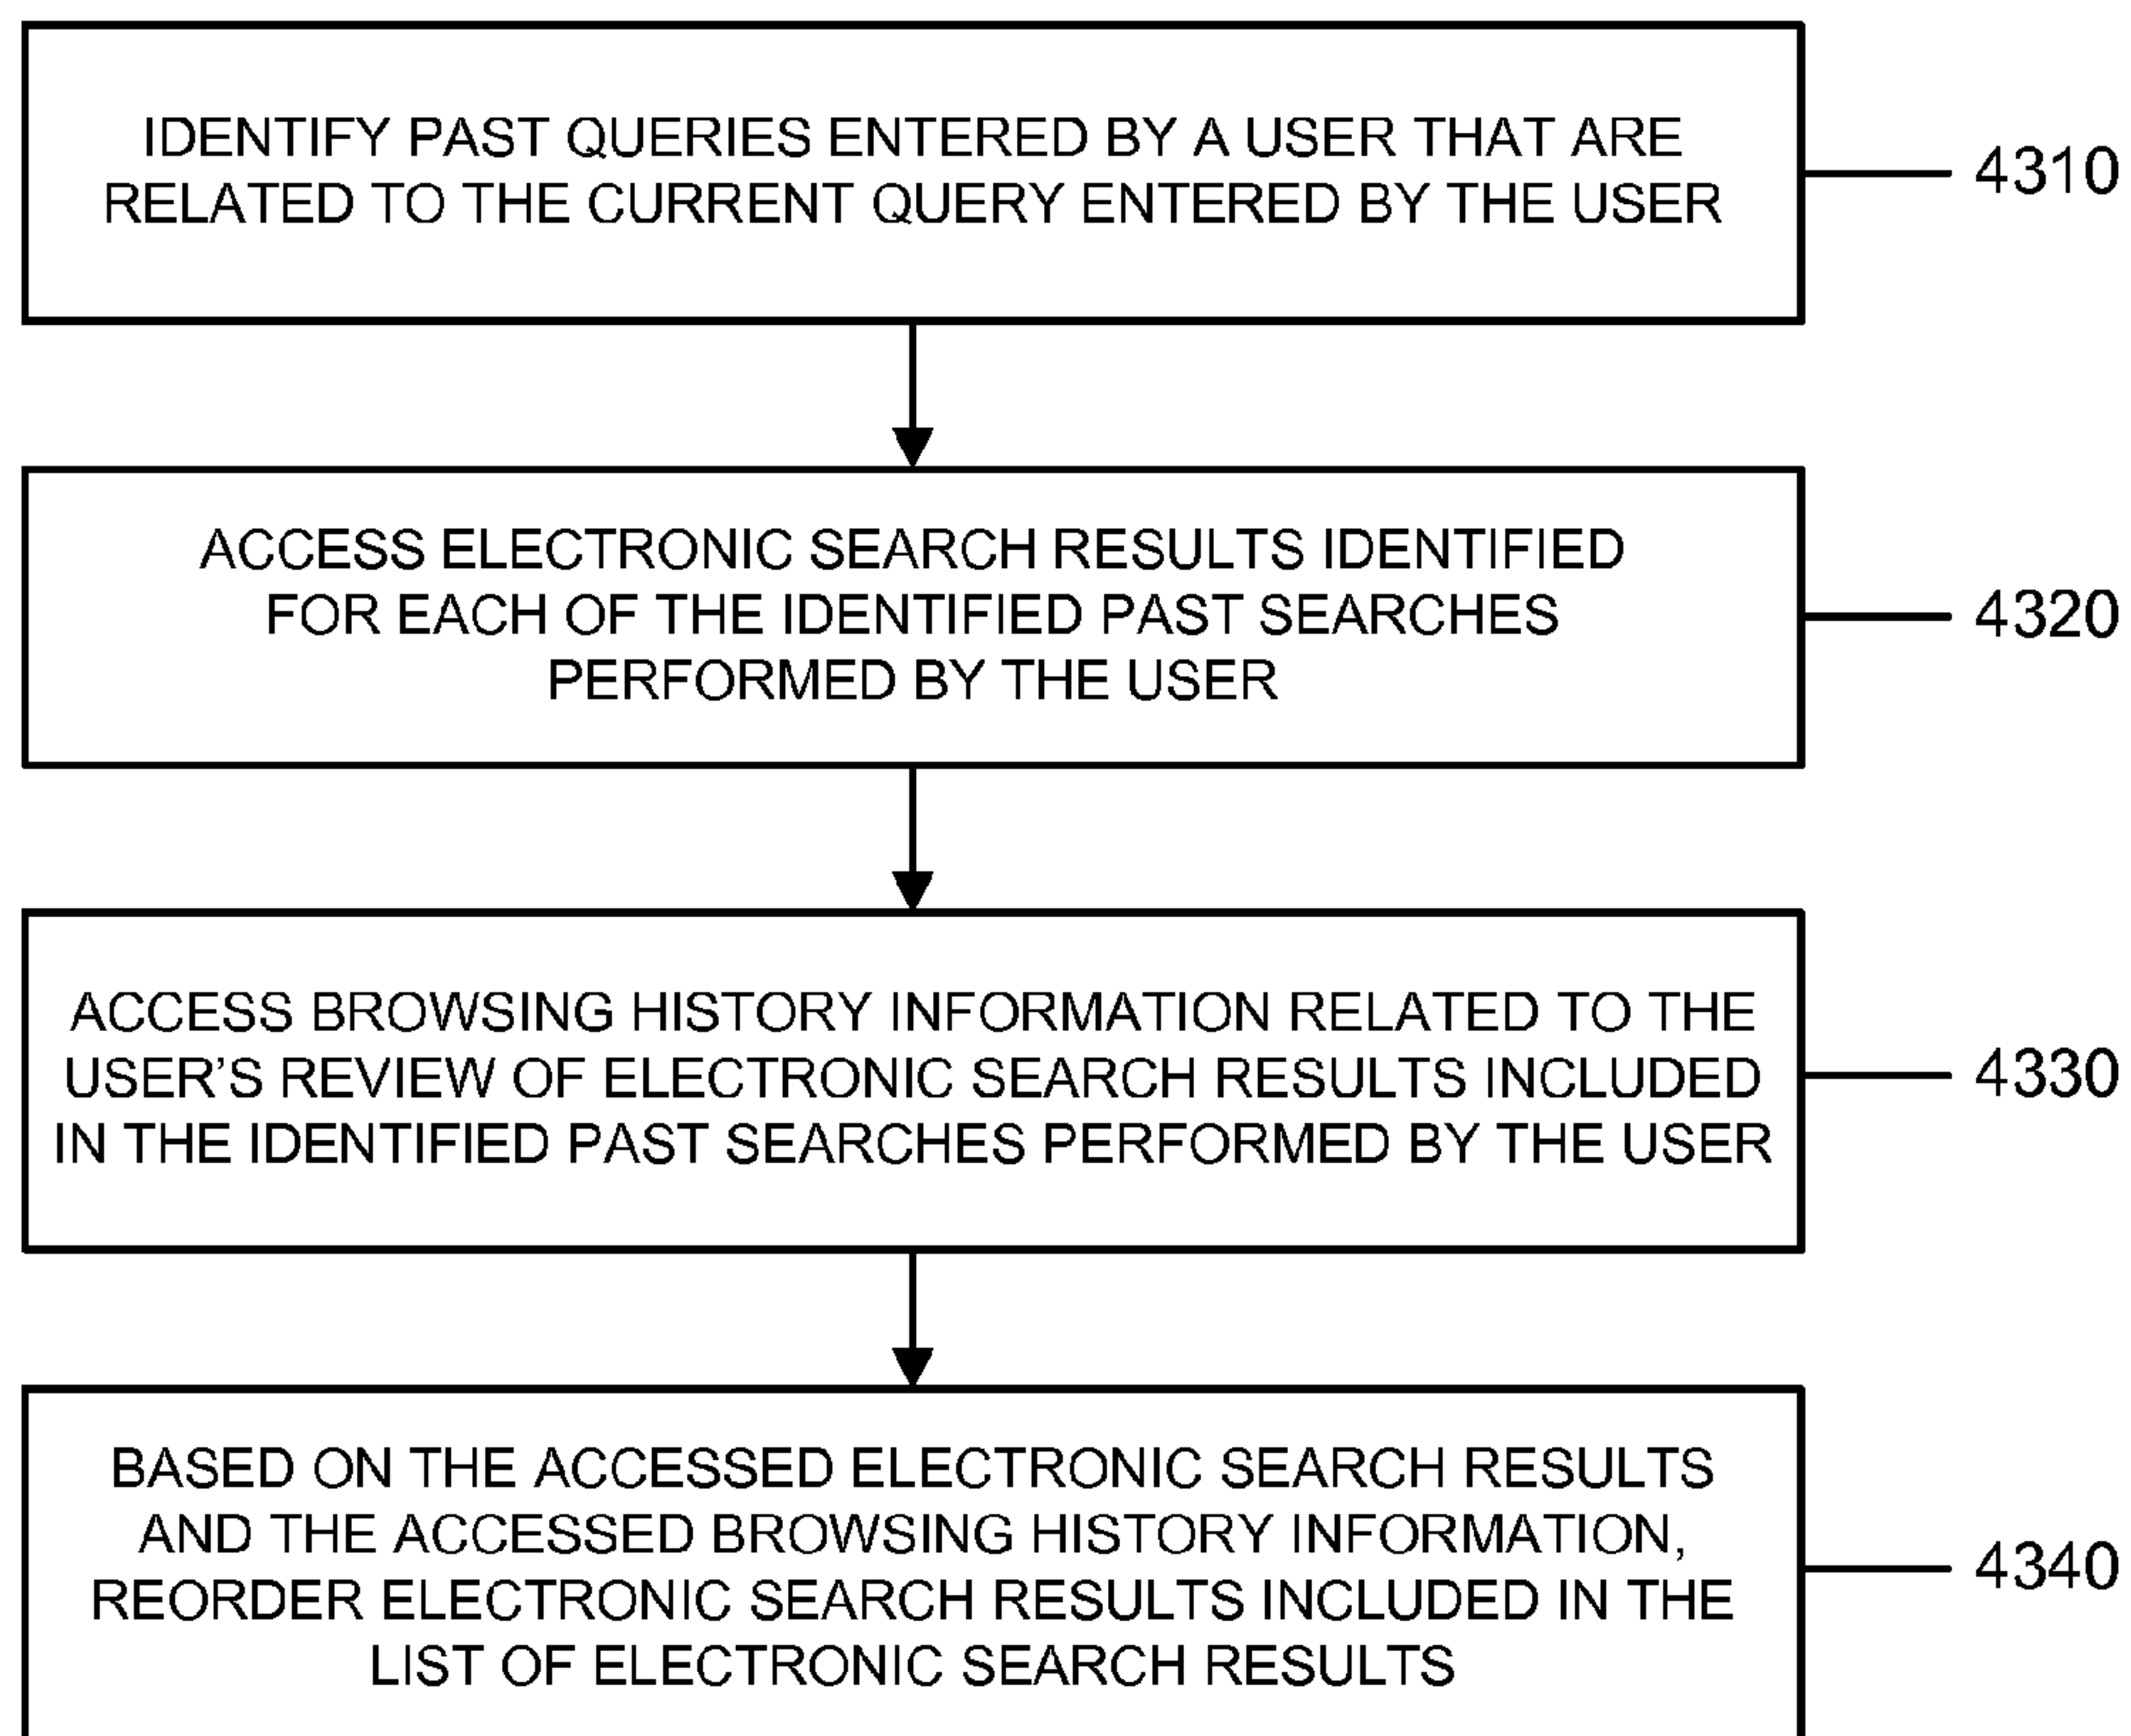 IDENTIFY PAST QUERIES ENTERED BY A USER THAT ARE
RELATED TO THE CURRENT QUERY ENTERED BY THE USER
4310
ACCESS ELECTRONIC SEARCH RESULTS IDENTIFIED
FOR EACH OF THE IDENTIFIED PAST SEARCHES
PERFORMED BY THE USER
4320
ACCESS BROWSING HISTORY INFORMATION RELATED TO THE
USER’S REVIEW OF ELECTRONIC SEARCH RESULTS INCLUDED
IN THE IDENTIFIED PAST SEARCHES PERFORMED BY THE USER
4330
BASED ON THE ACCESSED ELECTRONIC SEARCH RESULTS
AND THE ACCESSED BROWSING HISTORY INFORMATION,
REORDER ELECTRONIC SEARCH RESULTS INCLUDED IN THE
LIST OF ELECTRONIC SEARCH RESULTS
4340